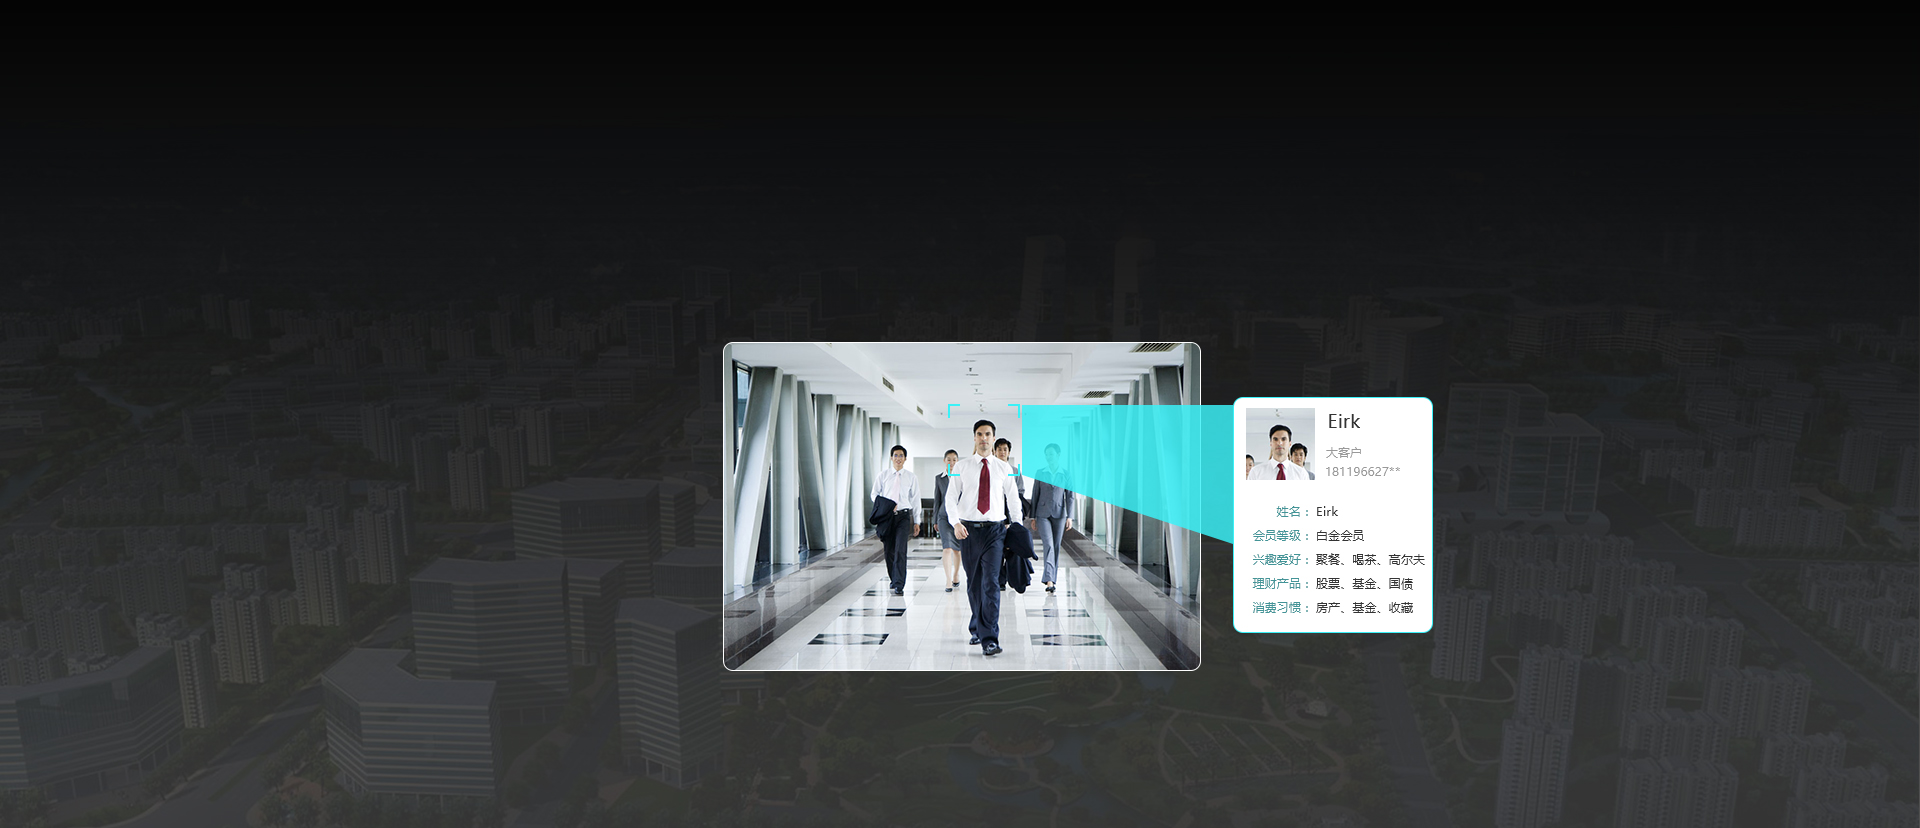 Eirk
大客户
181196627**
姓名： Eirk
会员等级： 白金会员
兴趣爱好： 聚餐、喝茶、高尔夫
理财产品： 股票、基金、国债
消费习惯： 房产、基金、收藏